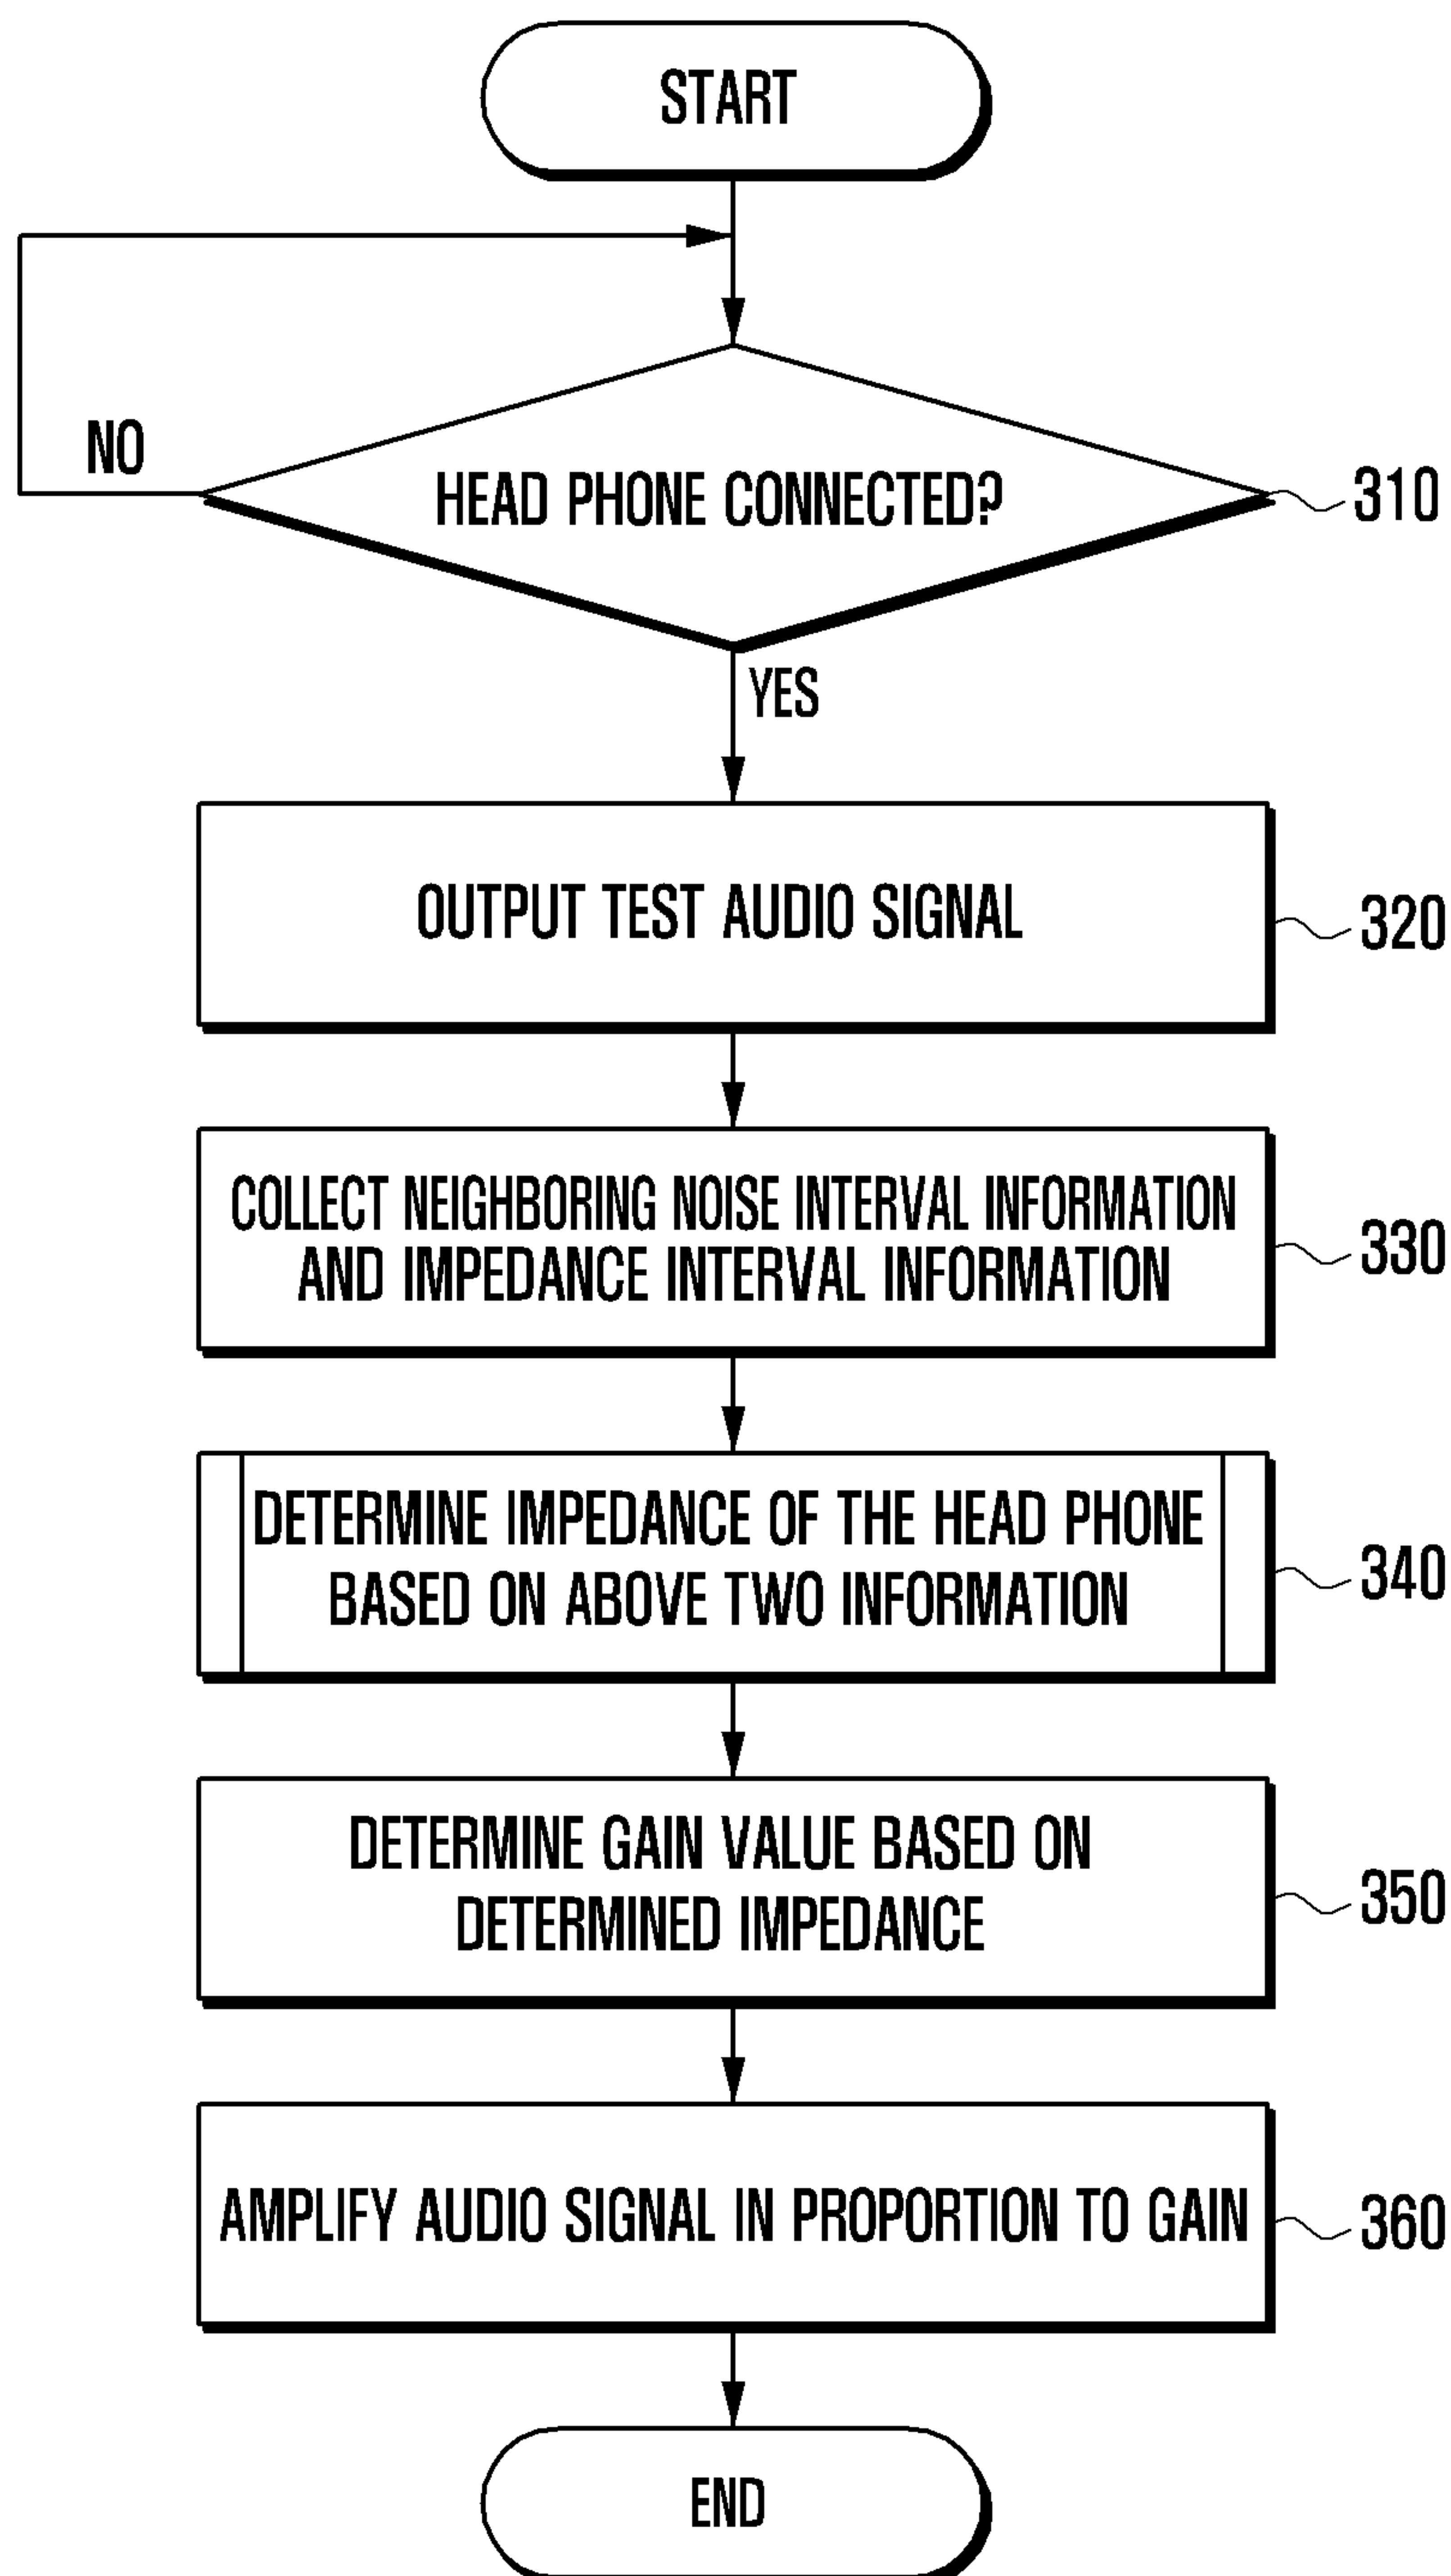 START
NO
HEAD PHONE CONNECTED?
310
YES
OUTPUT TEST AUDIO SIGNAL
320
COLLECT NEIGHBORING NOISE INTERVAL INFORMATION
AND IMPEDANCE INTERVAL INFORMATION
330
DETERMINE IMPEDANCE OF THE HEAD PHONE
BASED ON ABOVE TWO INFORMATION
340
DETERMINE GAIN VALUE BASED ON
DETERMINED IMPEDANCE
350
AMPLIFY AUDIO SIGNAL IN PROPORTION TO GAIN
360
END